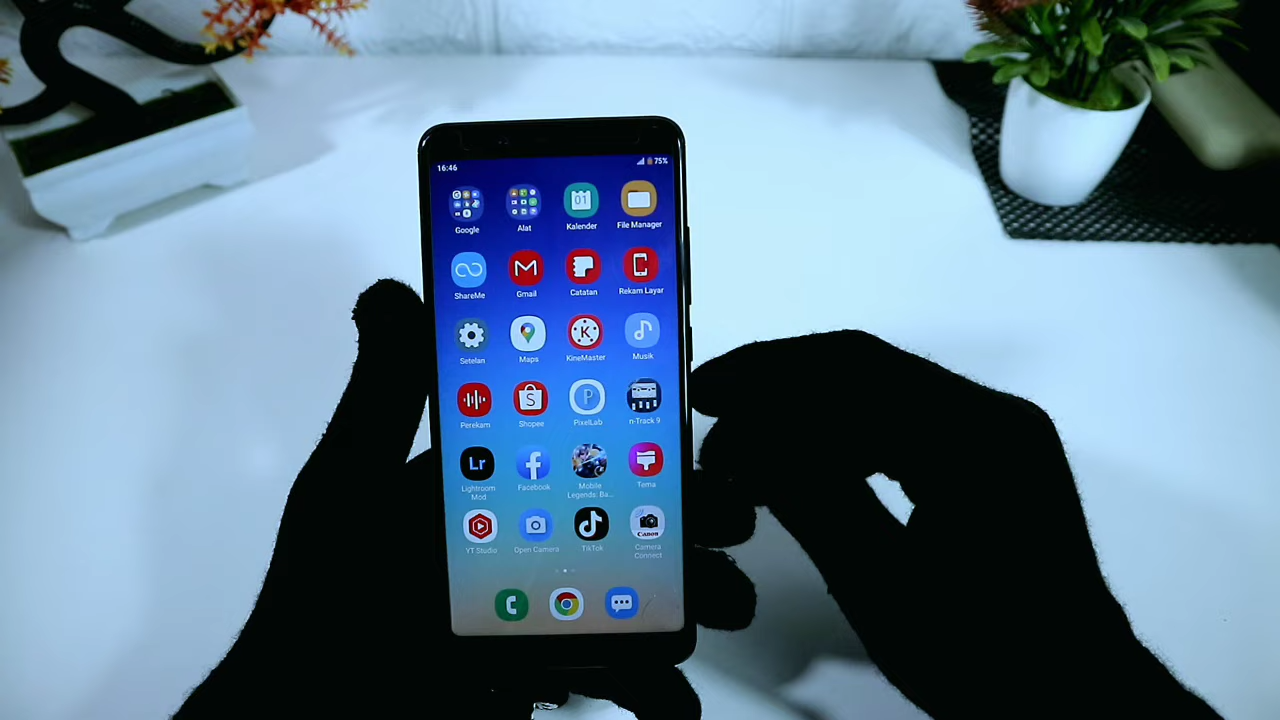 16:46 75%
Google Alat 01 Kalender File Manager
ShareMe Gmail Catatan Rekam Layar
Setelan Maps K KineMaster Musik
Perekam S Shopee P PixelLab n-Track 9
Lr Lightroom Mod Facebook Mobile Legends: Ba... Tema
YT Studio Open Camera TikTok Canon Camera Connect